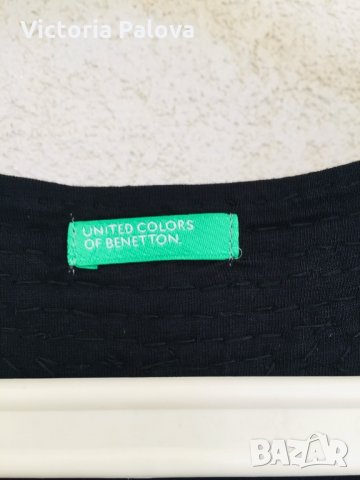 Victoria Palova
UNITED COLORS
OF BENETTON.
BAZAR